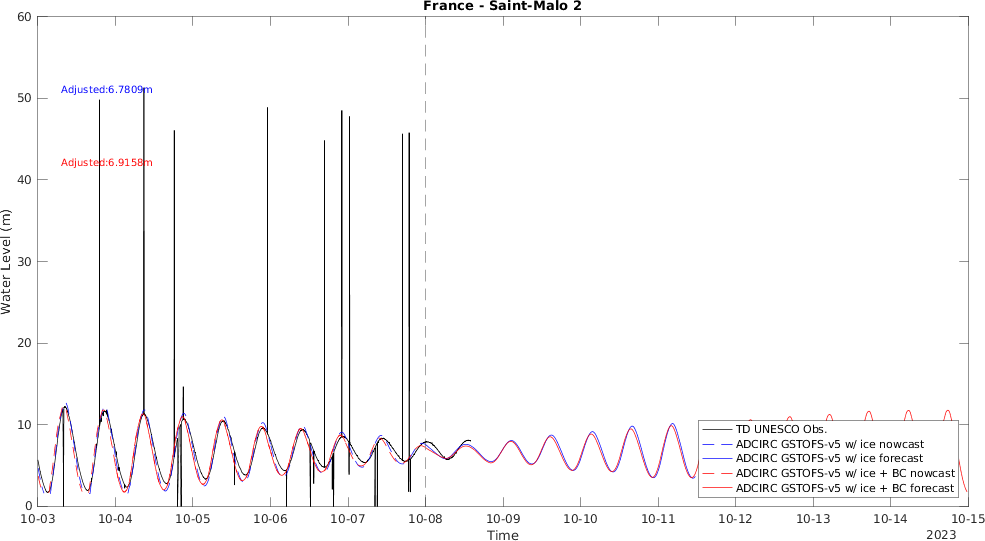 France - Saint-Malo 2
Water Level (m)
60
50
40
30
20
10
0
Adjusted:6.7809m
Adjusted:6.9158m
TD UNESCO Obs.
ADCIRC GSTOFS-v5 w/ ice nowcast
ADCIRC GSTOFS-v5 w/ ice forecast
ADCIRC GSTOFS-v5 w/ ice + BC nowcast
ADCIRC GSTOFS-v5 w/ ice + BC forecast
10-03 10-04 10-05 10-06 10-07 10-08 10-09 10-10 10-11 10-12 10-13 10-14 10-15
Time
2023